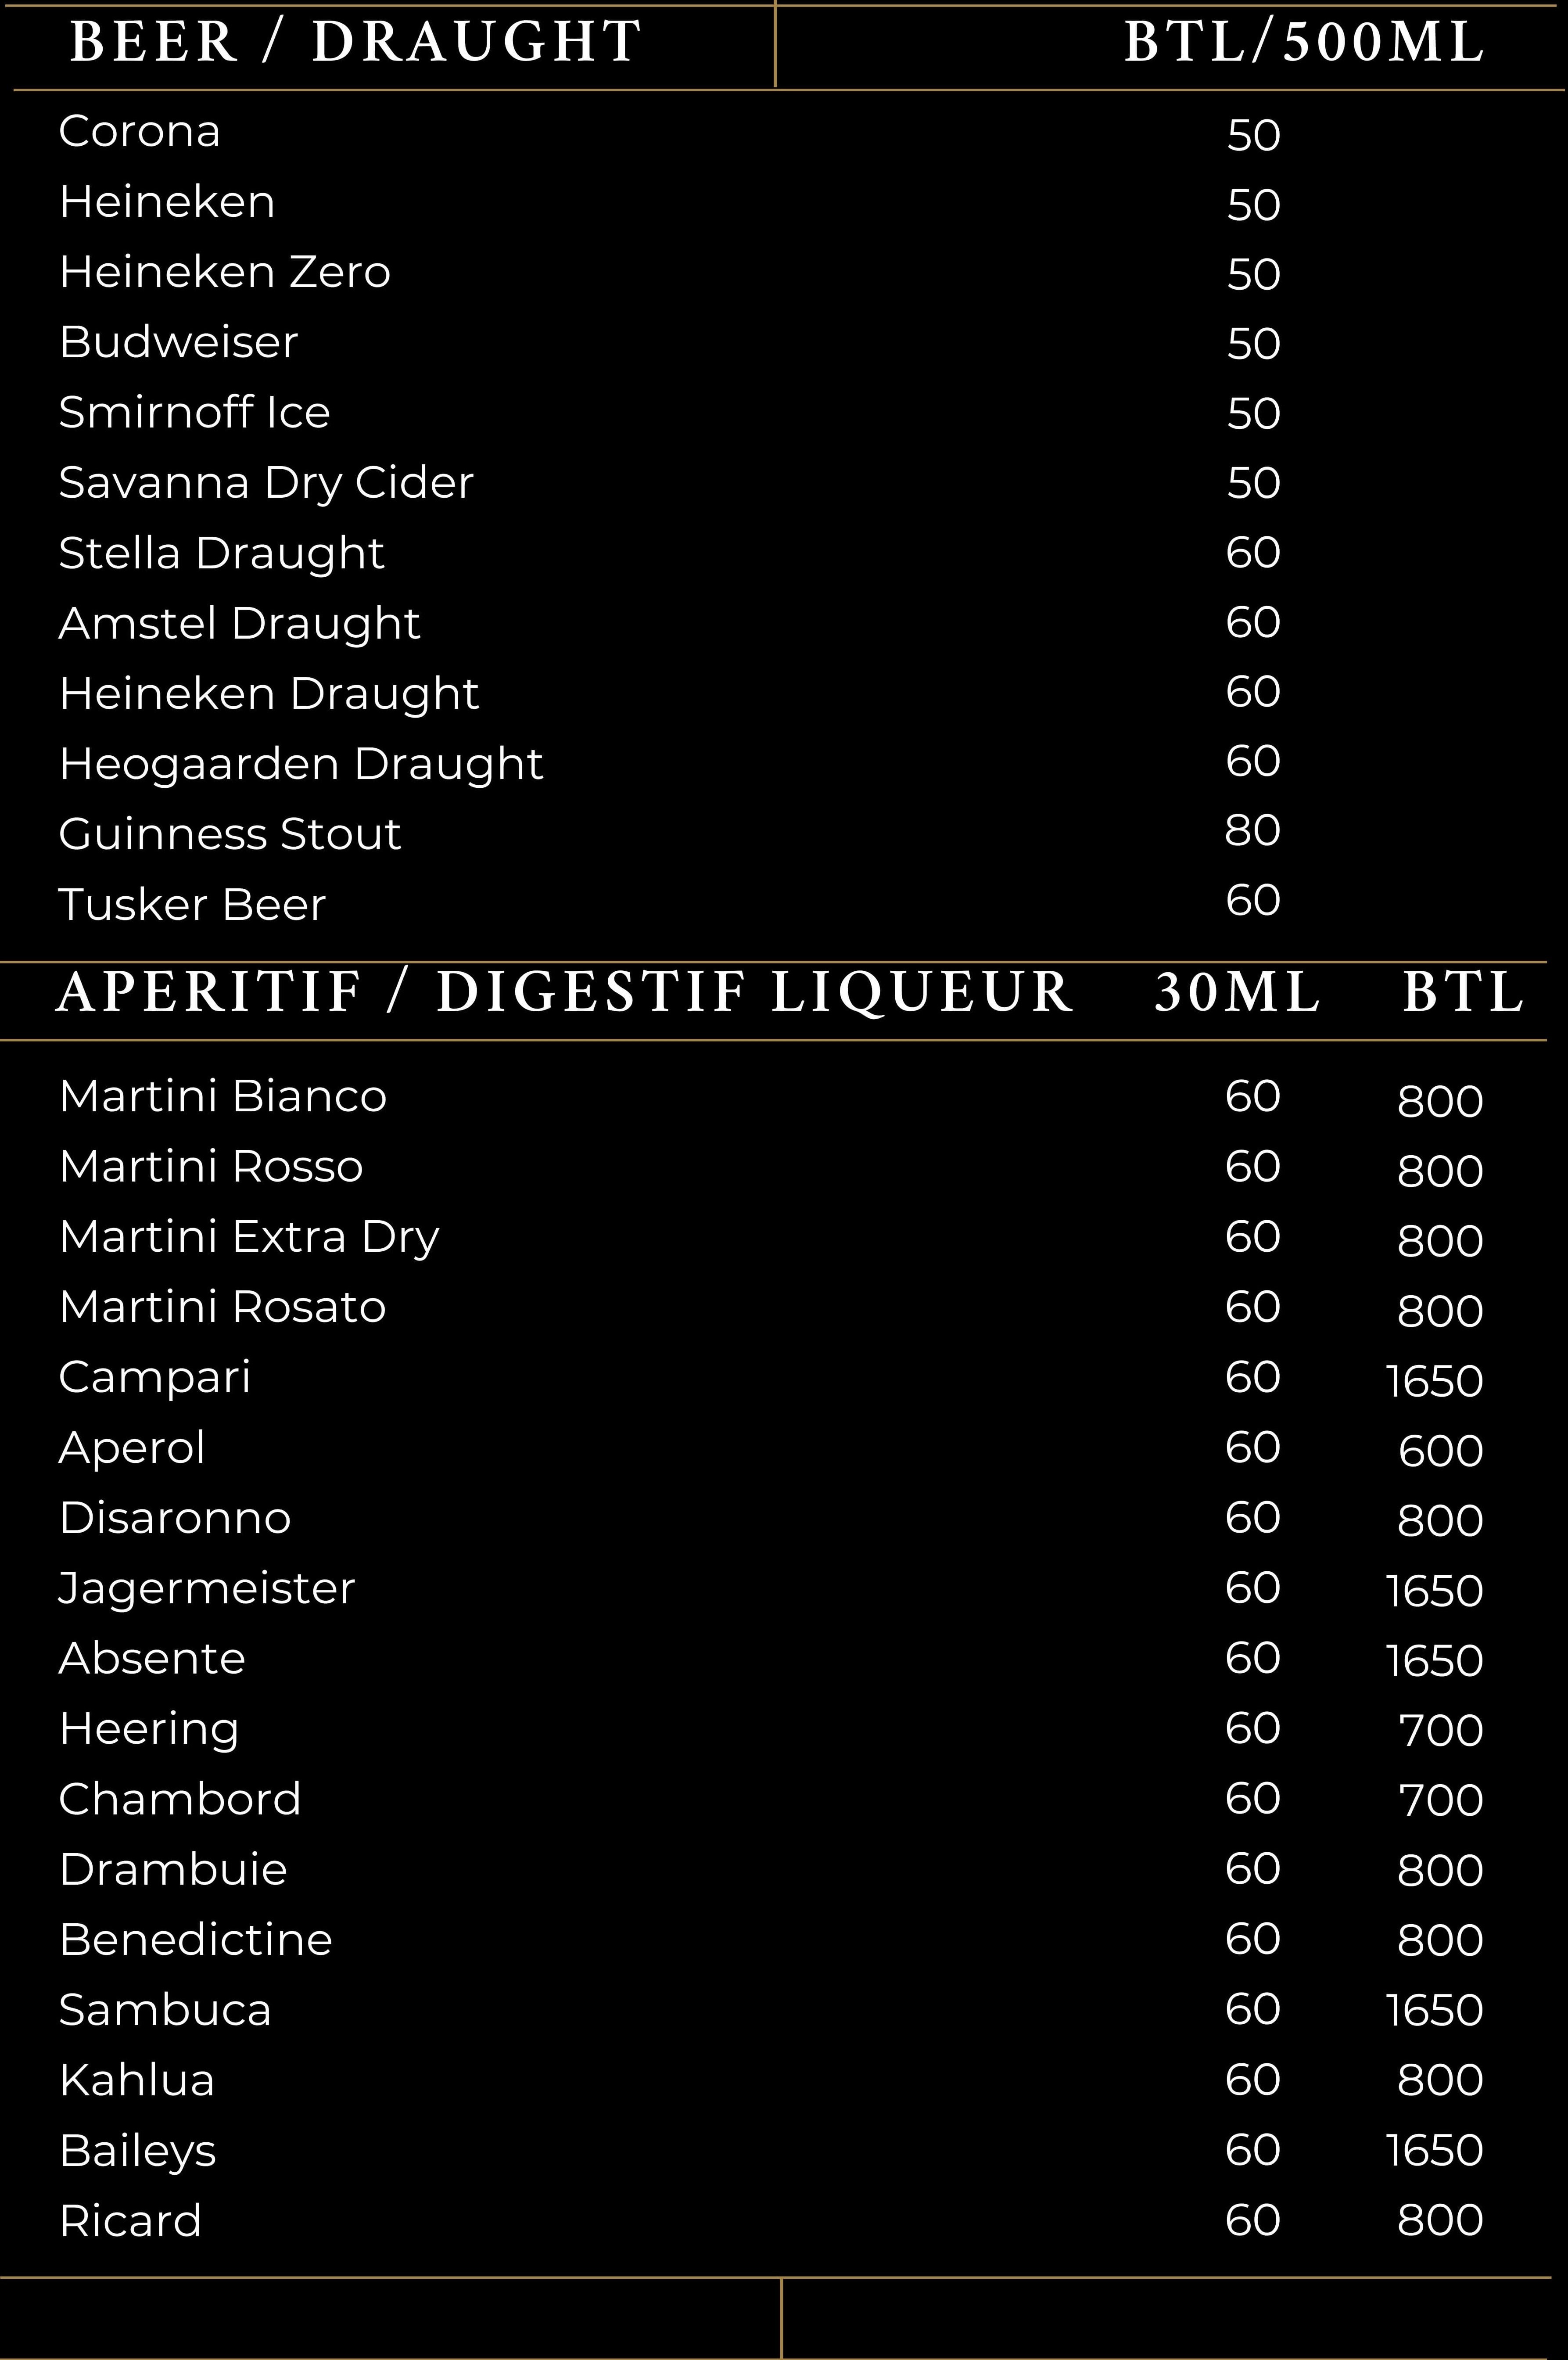 BEER / DRAUGHT BTL/500ML
Corona 50
Heineken 50
Heineken Zero 50
Budweiser 50
Smirnoff Ice 50
Savanna Dry Cider 50
Stella Draught 60
Amstel Draught 60
Heineken Draught 60
Heogaarden Draught 60
Guinness Stout 80
Tusker Beer 60
APERITIF / DIGESTIF LIQUEUR 30ML BTL
Martini Bianco 60 800
Martini Rosso 60 800
Martini Extra Dry 60 800
Martini Rosato 60 800
Campari 60 1650
Aperol 60 600
Disaronno 60 800
Jagermeister 60 1650
Absente 60 1650
Heering 60 700
Chambord 60 700
Drambuie 60 800
Benedictine 60 800
Sambuca 60 1650
Kahlua 60 800
Baileys 60 1650
Ricard 60 800